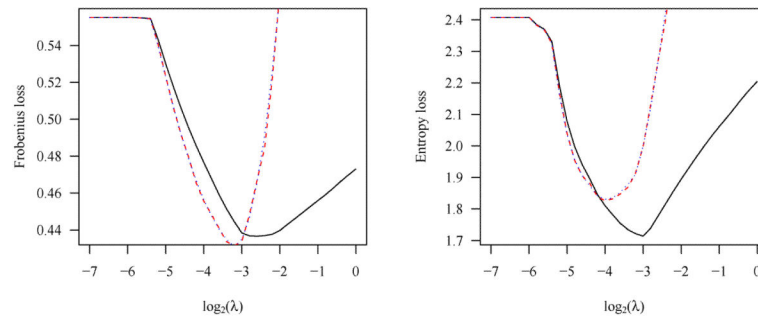 0.54
0.52
0.50
0.48
0.46
0.44
Frobenius loss
−7 −6 −5 −4 −3 −2 −1 0
log₂(λ)
2.4
2.3
2.2
2.1
2.0
1.9
1.8
1.7
Entropy loss
−7 −6 −5 −4 −3 −2 −1 0
log₂(λ)